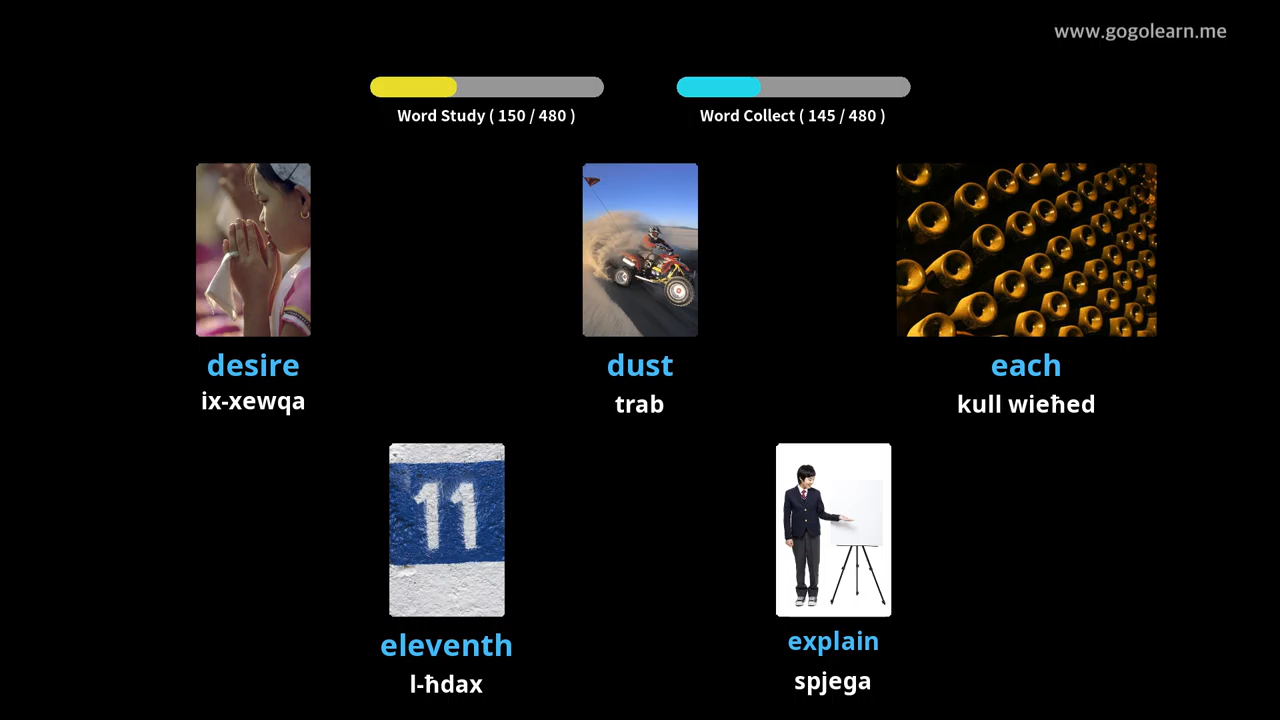 www.gogolearn.me
Word Study ( 150 / 480 )
Word Collect ( 145 / 480 )
desire
ix-xewqa
dust
trab
each
kull wieħed
11
eleventh
l-ħdax
explain
spjega